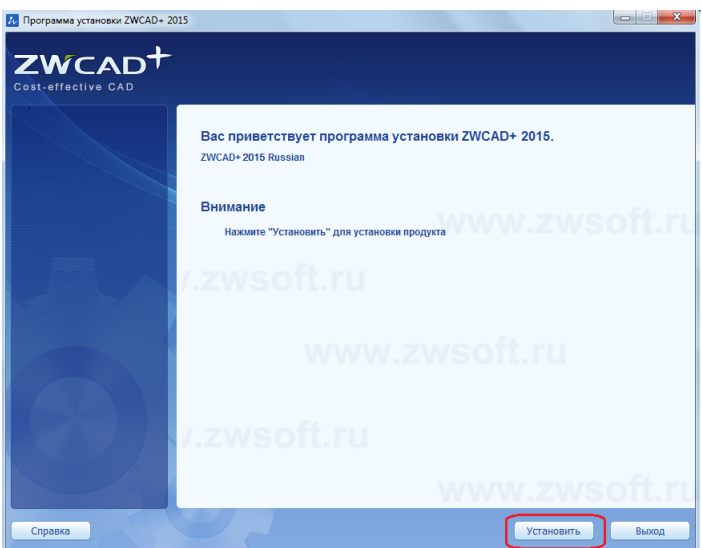 Программа установки ZWCAD+ 2015
ZWCAD+
Cost-effective CAD
Вас приветствует программа установки ZWCAD+ 2015.
ZWCAD+ 2015 Russian
Внимание
Нажмите "Установить" для установки продукта
www.zwsoft.ru
.zwsoft.ru
www.zwsoft.ru
.zwsoft.ru
www.zwsoft.ru
Справка
Установить
Выход